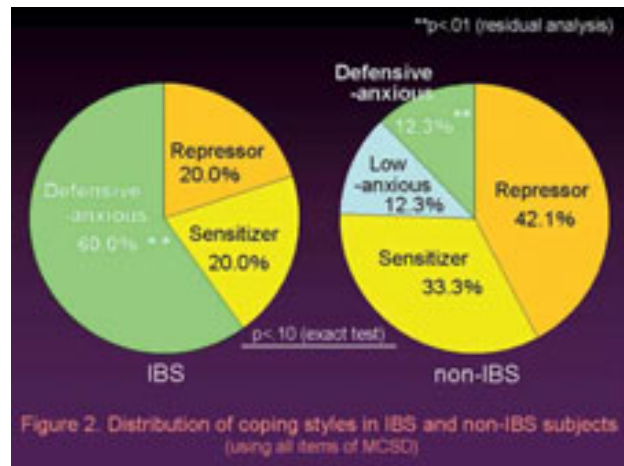 **p<.01 (residual analysis)
Defensive
-anxious
12.3%**
Low
-anxious
12.3%
Repressor
42.1%
Sensitizer
33.3%
Repressor
20.0%
Defensive
-anxious
60.0% **
Sensitizer
20.0%
p<.10 (exact test)
IBS
non-IBS
Figure 2. Distribution of coping styles in IBS and non-IBS subjects
(using all items of MCSD)